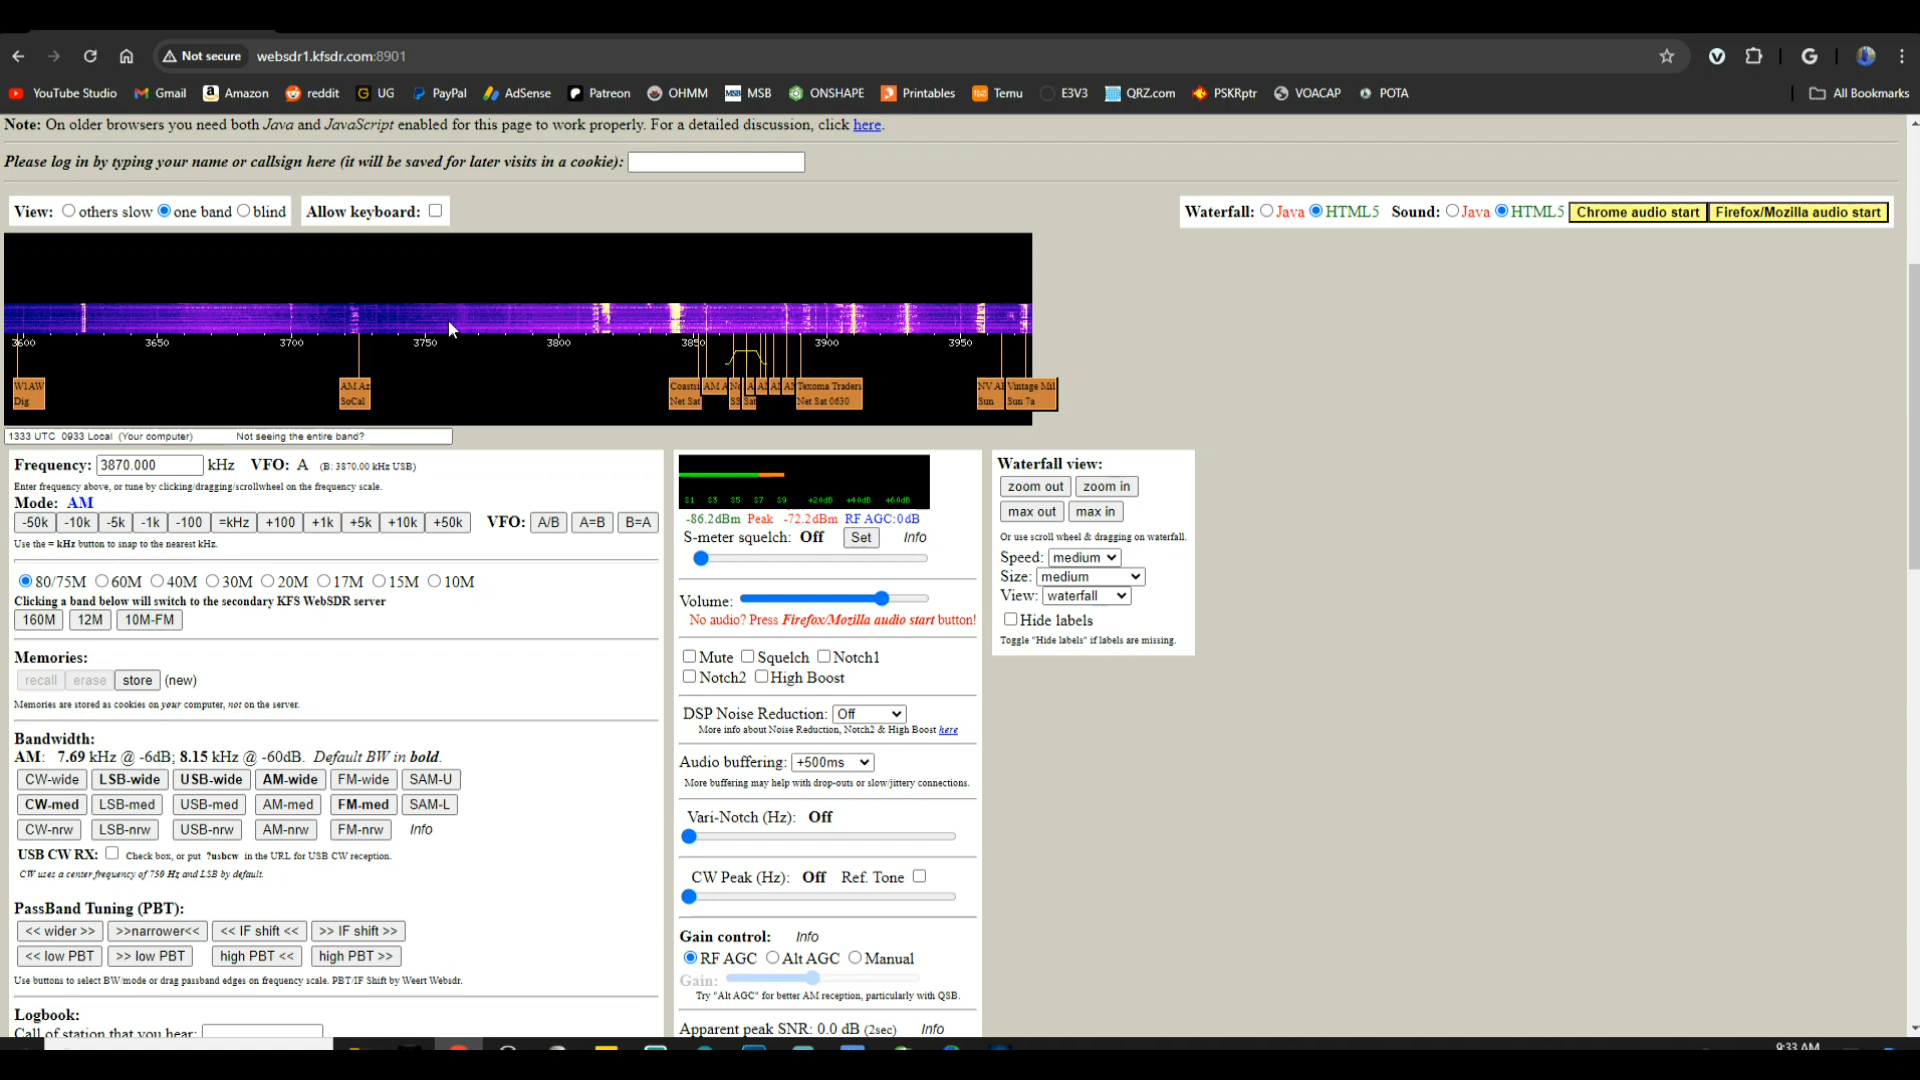 Not secure websdr1.kfsdr.com:8901
YouTube Studio Gmail Amazon reddit UG PayPal AdSense Patreon OHMM MSB ONSHAPE Printables Temu E3V3 QRZ.com PSKRptr VOACAP POTA All Bookmarks
Note: On older browsers you need both Java and JavaScript enabled for this page to work properly. For a detailed discussion, click here.
Please log in by typing your name or callsign here (it will be saved for later visits in a cookie):
View: others slow one band blind Allow keyboard: Waterfall: Java HTML5 Sound: Java HTML5 Chrome audio start Firefox/Mozilla audio start
3600 3650 3700 3750 3800 3850 3900 3950
W1AW AM Az Coasts AM A Texoma Traders NV Al Vintage Mil
Dig SoCal Net Sat Sat Net Sat 0630 Sun Sun 7a
1333 UTC 0933 Local (Your computer) Not seeing the entire band?
Frequency: 3870.000 kHz VFO: A (B: 3870.00 kHz USB)
Enter frequency above, or tune by clicking/dragging/scrollwheel on the frequency scale.
Mode: AM
-50k -10k -5k -1k -100 =kHz +100 +1k +5k +10k +50k VFO: A/B A=B B=A
Use the = kHz button to snap to the nearest kHz.
80/75M 60M 40M 30M 20M 17M 15M 10M
Clicking a band below will switch to the secondary KFS WebSDR server
160M 12M 10M-FM
Memories:
recall erase store (new)
Memories are stored as cookies on your computer, not on the server.
Bandwidth:
AM: 7.69 kHz @ -6dB; 8.15 kHz @ -60dB. Default BW in bold.
CW-wide LSB-wide USB-wide AM-wide FM-wide SAM-U
CW-med LSB-med USB-med AM-med FM-med SAM-L
CW-nrw LSB-nrw USB-nrw AM-nrw FM-nrw Info
USB CW RX: Check box, or put ?usbcw in the URL for USB CW reception.
CW uses a center frequency of 750 Hz and LSB by default.
PassBand Tuning (PBT):
<< wider >> >>narrower<< << IF shift << >> IF shift >>
<< low PBT >> low PBT high PBT << high PBT >>
Use buttons to select BW/mode or drag passband edges on frequency scale. PBT/IF Shift by Weert Websdr.
Logbook:
Call of station that you hear:
S1 S3 S5 S7 S9 +20dB +40dB +60dB
-86.2dBm Peak -72.2dBm RF AGC:0dB
S-meter squelch: Off Set Info
Volume:
No audio? Press Firefox/Mozilla audio start button!
Mute Squelch Notch1
Notch2 High Boost
DSP Noise Reduction: Off
More info about Noise Reduction, Notch2 & High Boost here
Audio buffering: +500ms
More buffering may help with drop-outs or slow/jittery connections.
Vari-Notch (Hz): Off
CW Peak (Hz): Off Ref. Tone
Gain control: Info
RF AGC Alt AGC Manual
Gain:
Try "Alt AGC" for better AM reception, particularly with QSB.
Apparent peak SNR: 0.0 dB (2sec) Info
Waterfall view:
zoom out zoom in
max out max in
Or use scroll wheel & dragging on waterfall.
Speed: medium
Size: medium
View: waterfall
Hide labels
Toggle "Hide labels" if labels are missing.
9:33 AM